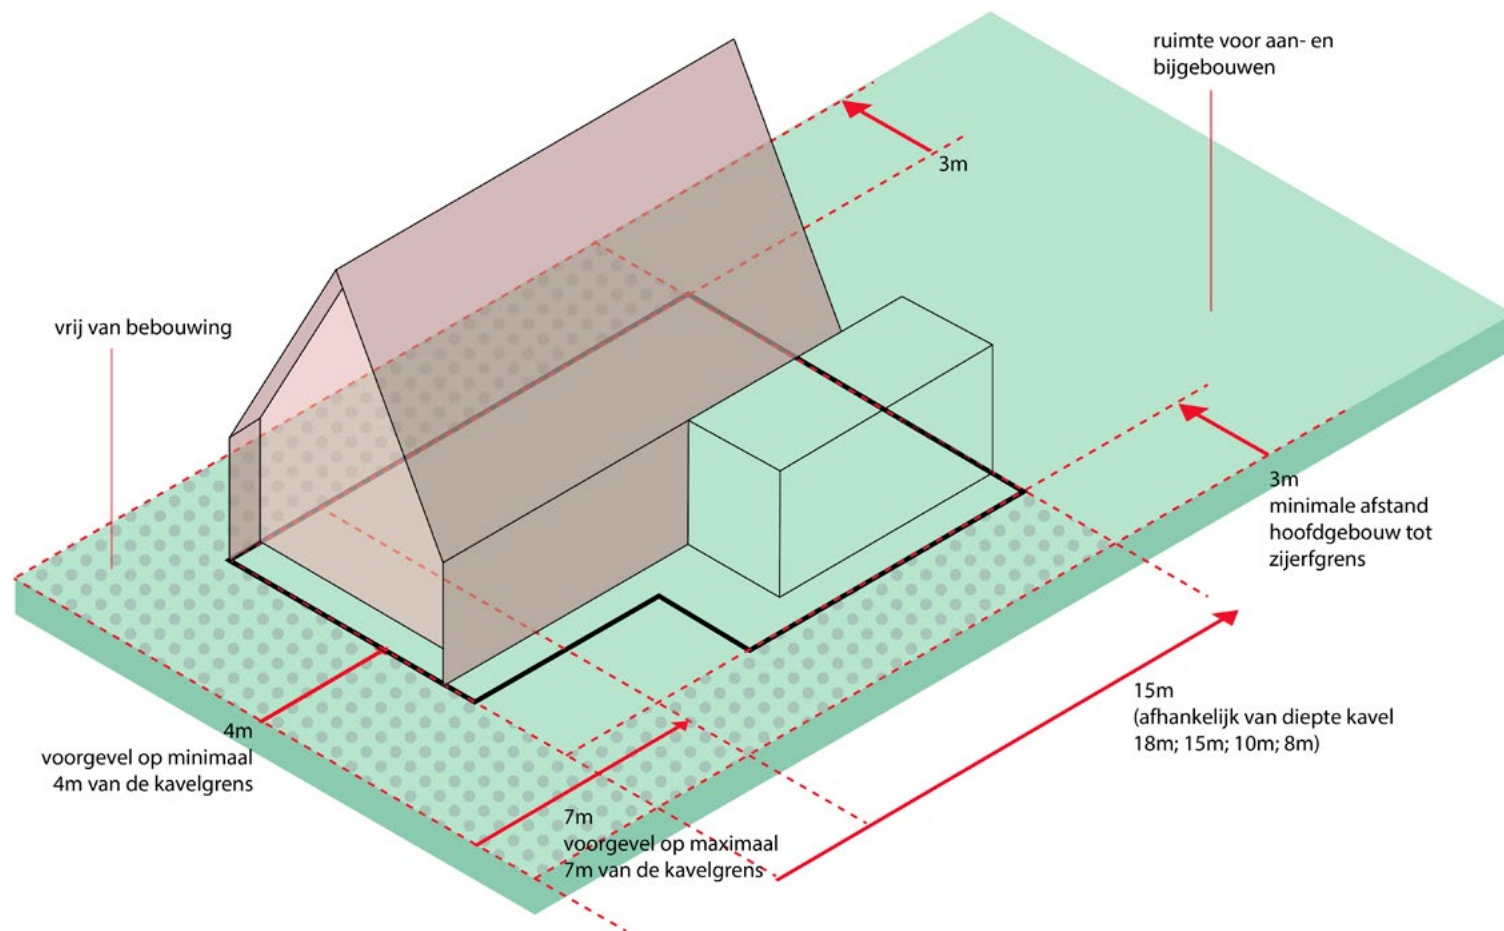 ruimte voor aan- en
bijgebouwen
3m
vrij van bebouwing
3m
minimale afstand
hoofdgebouw tot
zijerfgrens
15m
(afhankelijk van diepte kavel
18m; 15m; 10m; 8m)
4m
voorgevel op minimaal
4m van de kavelgrens
7m
voorgevel op maximaal
7m van de kavelgrens